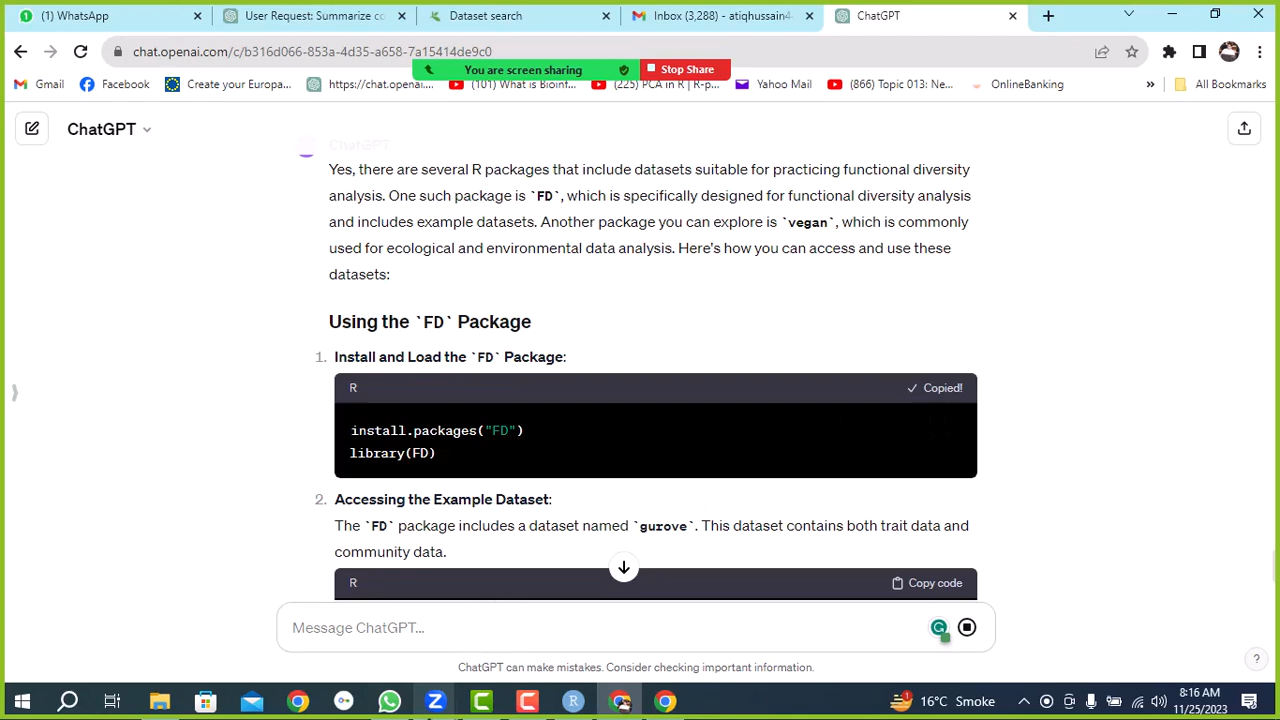 (1) WhatsApp
User Request: Summarize co
Dataset search
Inbox (3,288) - atiqhussain4
ChatGPT
chat.openai.com/c/b316d066-853a-4d35-a658-7a15414de9c0
You are screen sharing
Stop Share
Gmail
Facebook
Create your Europa...
https://chat.openai....
(101) What is Bioinf...
(225) PCA in R | R-p...
Yahoo Mail
(866) Topic 013: Ne...
OnlineBanking
All Bookmarks
ChatGPT
ChatGPT
Yes, there are several R packages that include datasets suitable for practicing functional diversity
analysis. One such package is `FD`, which is specifically designed for functional diversity analysis
and includes example datasets. Another package you can explore is `vegan`, which is commonly
used for ecological and environmental data analysis. Here's how you can access and use these
datasets:
Using the `FD` Package
1. Install and Load the `FD` Package:
R
Copied!
install.packages("FD")
library(FD)
2. Accessing the Example Dataset:
The `FD` package includes a dataset named `gurove`. This dataset contains both trait data and
community data.
R
Copy code
Message ChatGPT...
ChatGPT can make mistakes. Consider checking important information.
?
16°C Smoke
8:16 AM
11/25/2023